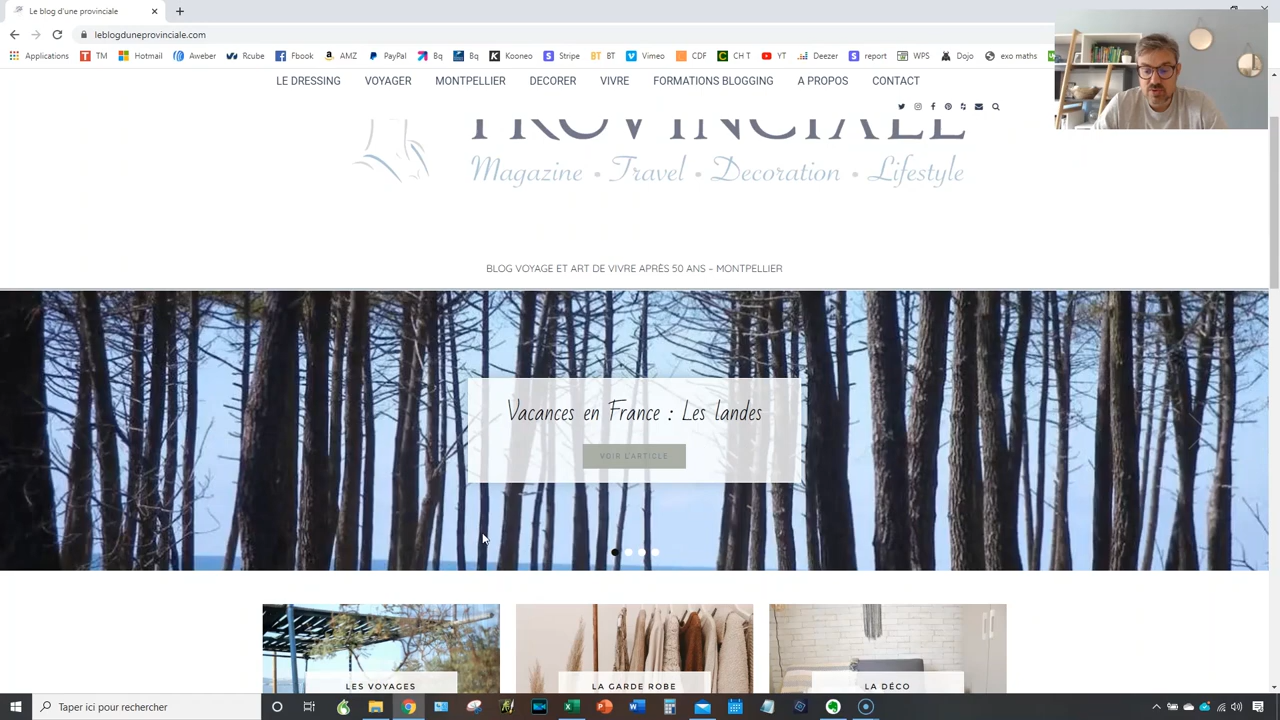 Le blog d'une provinciale
leblogduneprovinciale.com
Applications TM Hotmail Aweber Rcube Fbook AMZ PayPal Bq Bq Kooneo Stripe BT Vimeo CDF CH T YT Deezer report WPS Dojo exo maths
LE DRESSING VOYAGER MONTPELLIER DECORER VIVRE FORMATIONS BLOGGING A PROPOS CONTACT
PROVINCIALE
Magazine • Travel • Decoration • Lifestyle
BLOG VOYAGE ET ART DE VIVRE APRÈS 50 ANS – MONTPELLIER
Vacances en France : Les landes
VOIR L'ARTICLE
LES VOYAGES
LA GARDE ROBE
LA DÉCO
Taper ici pour rechercher